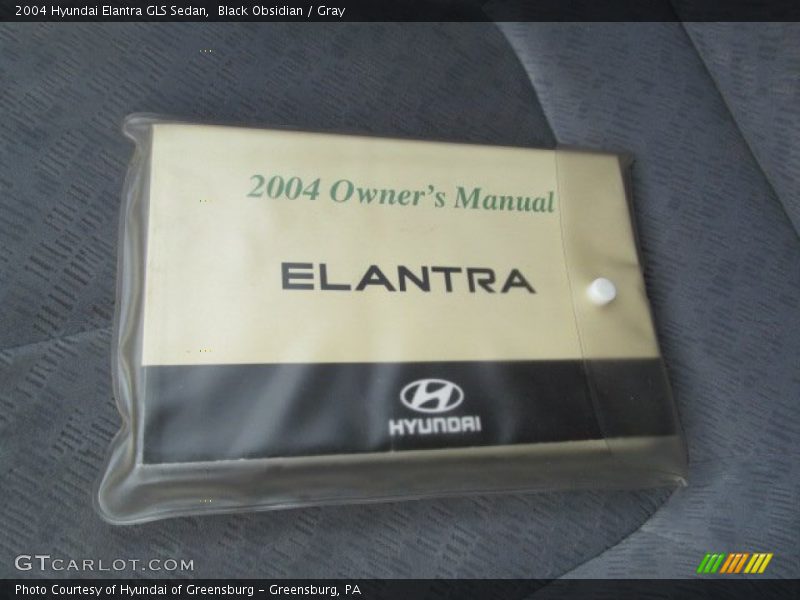 2004 Hyundai Elantra GLS Sedan, Black Obsidian / Gray
2004 Owner's Manual
ELANTRA
HYUNDAI
GTCARLOT.COM
Photo Courtesy of Hyundai of Greensburg - Greensburg, PA